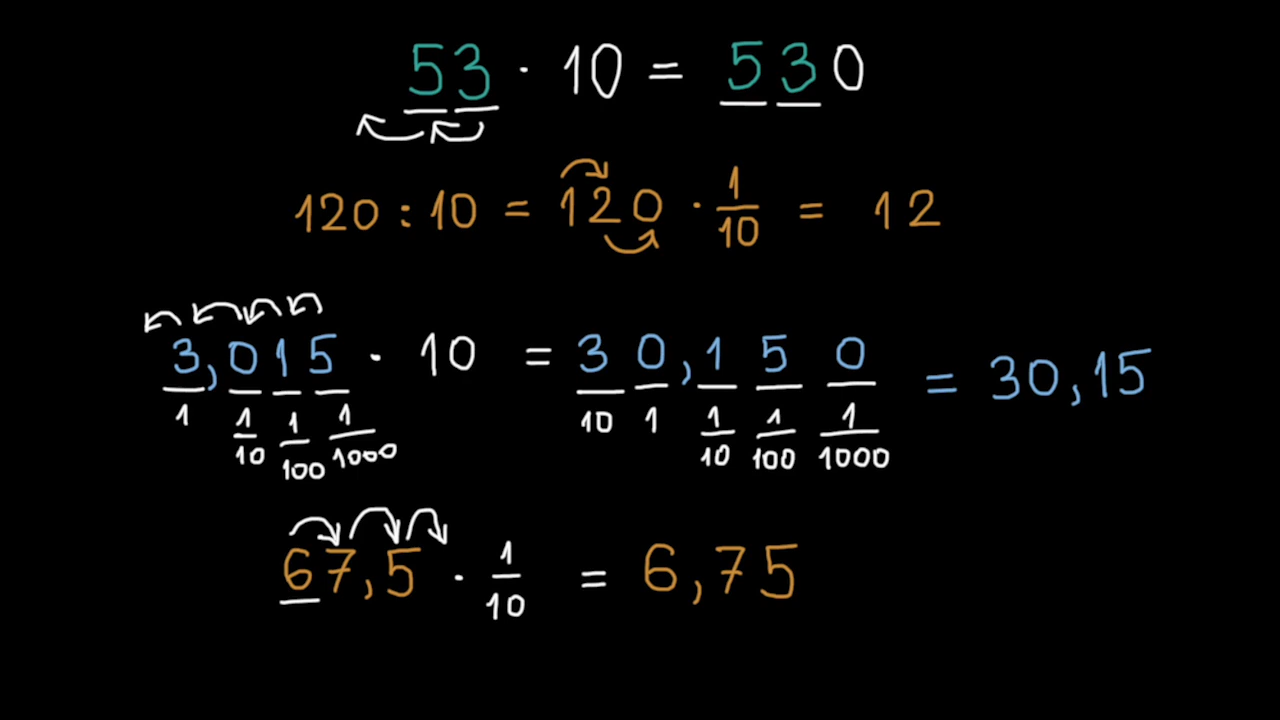 53 · 10 = 530
120 : 10 = 120 · 1/10 = 12
3,015 · 10 = 30,150 = 30,15
1 1/10 1/100 1/1000 10 1 1/10 1/100 1/1000
67,5 · 1/10 = 6,75